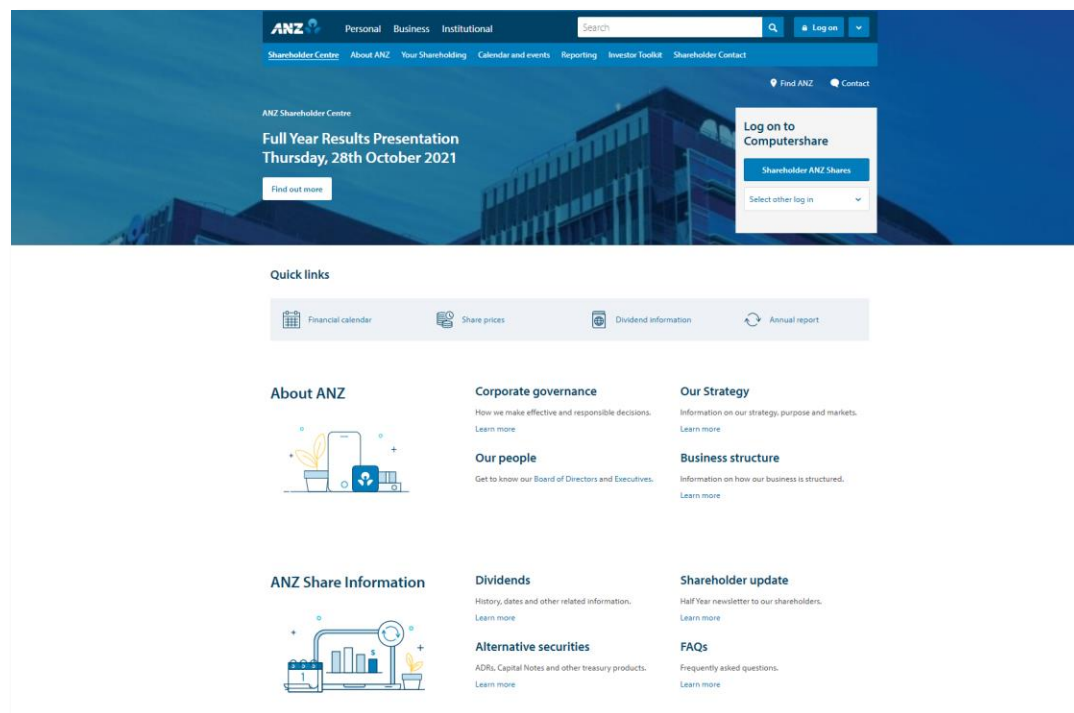 ANZ
Personal Business Institutional
Search
Log on
Shareholder Centre About ANZ Your Shareholding Calendar and events Reporting Investor Toolkit Shareholder Contact
Find ANZ Contact
ANZ Shareholder Centre
Full Year Results Presentation
Thursday, 28th October 2021
Find out more
Log on to
Computershare
Shareholder ANZ Shares
Select other log in
Quick links
Financial calendar
Share prices
Dividend information
Annual report
About ANZ
Corporate governance
How we make effective and responsible decisions.
Learn more
Our Strategy
Information on our strategy, purpose and markets.
Learn more
Our people
Get to know our Board of Directors and Executives.
Business structure
Information on how our business is structured.
Learn more
ANZ Share Information
1
$
Dividends
History, dates and other related information.
Learn more
Shareholder update
Half Year newsletter to our shareholders.
Learn more
Alternative securities
ADRs, Capital Notes and other treasury products.
Learn more
FAQs
Frequently asked questions.
Learn more